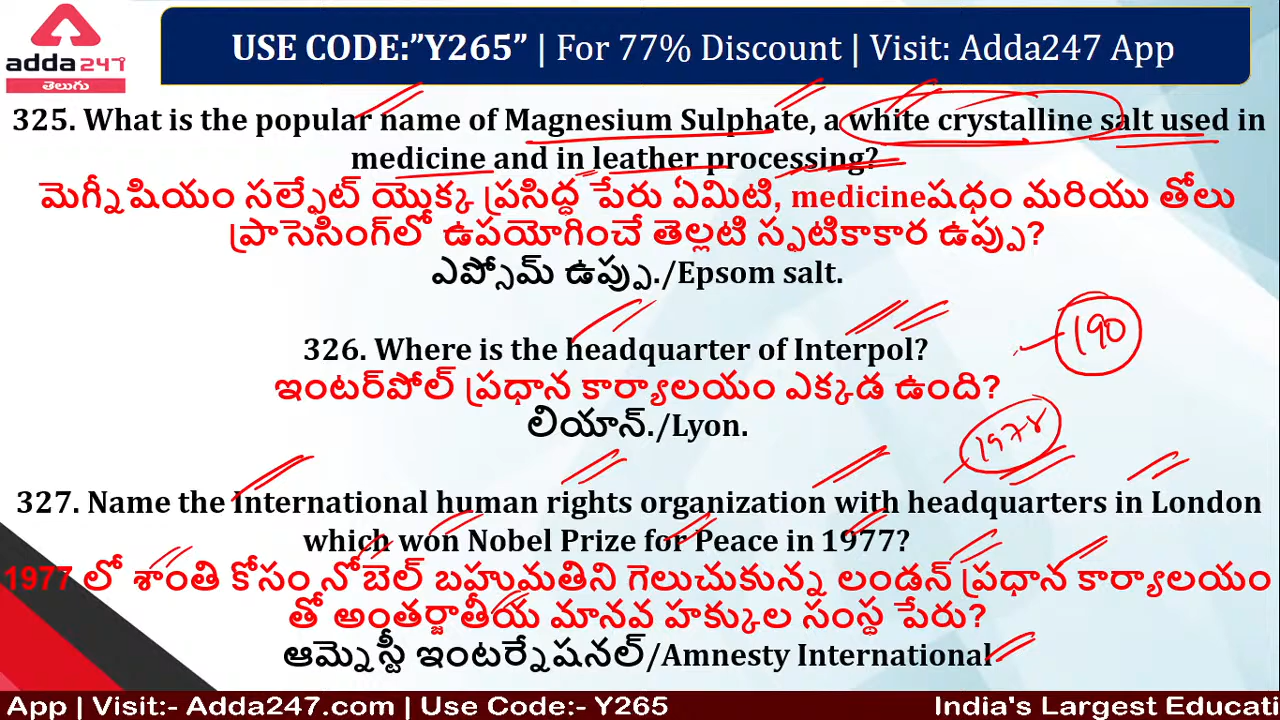 adda247
తెలుగు
USE CODE:”Y265” | For 77% Discount | Visit: Adda247 App
325. What is the popular name of Magnesium Sulphate, a white crystalline salt used in
medicine and in leather processing?
మెగ్నీషియం సల్ఫేట్ యొక్క ప్రసిద్ధ పేరు ఏమిటి, medicineషధం మరియు తోలు
ప్రాసెసింగ్‌లో ఉపయోగించే తెల్లటి స్ఫటికాకార ఉప్పు?
ఎప్సోమ్ ఉప్పు./Epsom salt.
326. Where is the headquarter of Interpol?
190
ఇంటర్‌పోల్ ప్రధాన కార్యాలయం ఎక్కడ ఉంది?
లియాన్./Lyon.
1978
327. Name the international human rights organization with headquarters in London
which won Nobel Prize for Peace in 1977?
1977 లో శాంతి కోసం నోబెల్ బహుమతిని గెలుచుకున్న లండన్ ప్రధాన కార్యాలయం
తో అంతర్జాతీయ మానవ హక్కుల సంస్థ పేరు?
ఆమ్నెస్టీ ఇంటర్నేషనల్/Amnesty International
App | Visit:- Adda247.com | Use Code:- Y265
India's Largest Educati